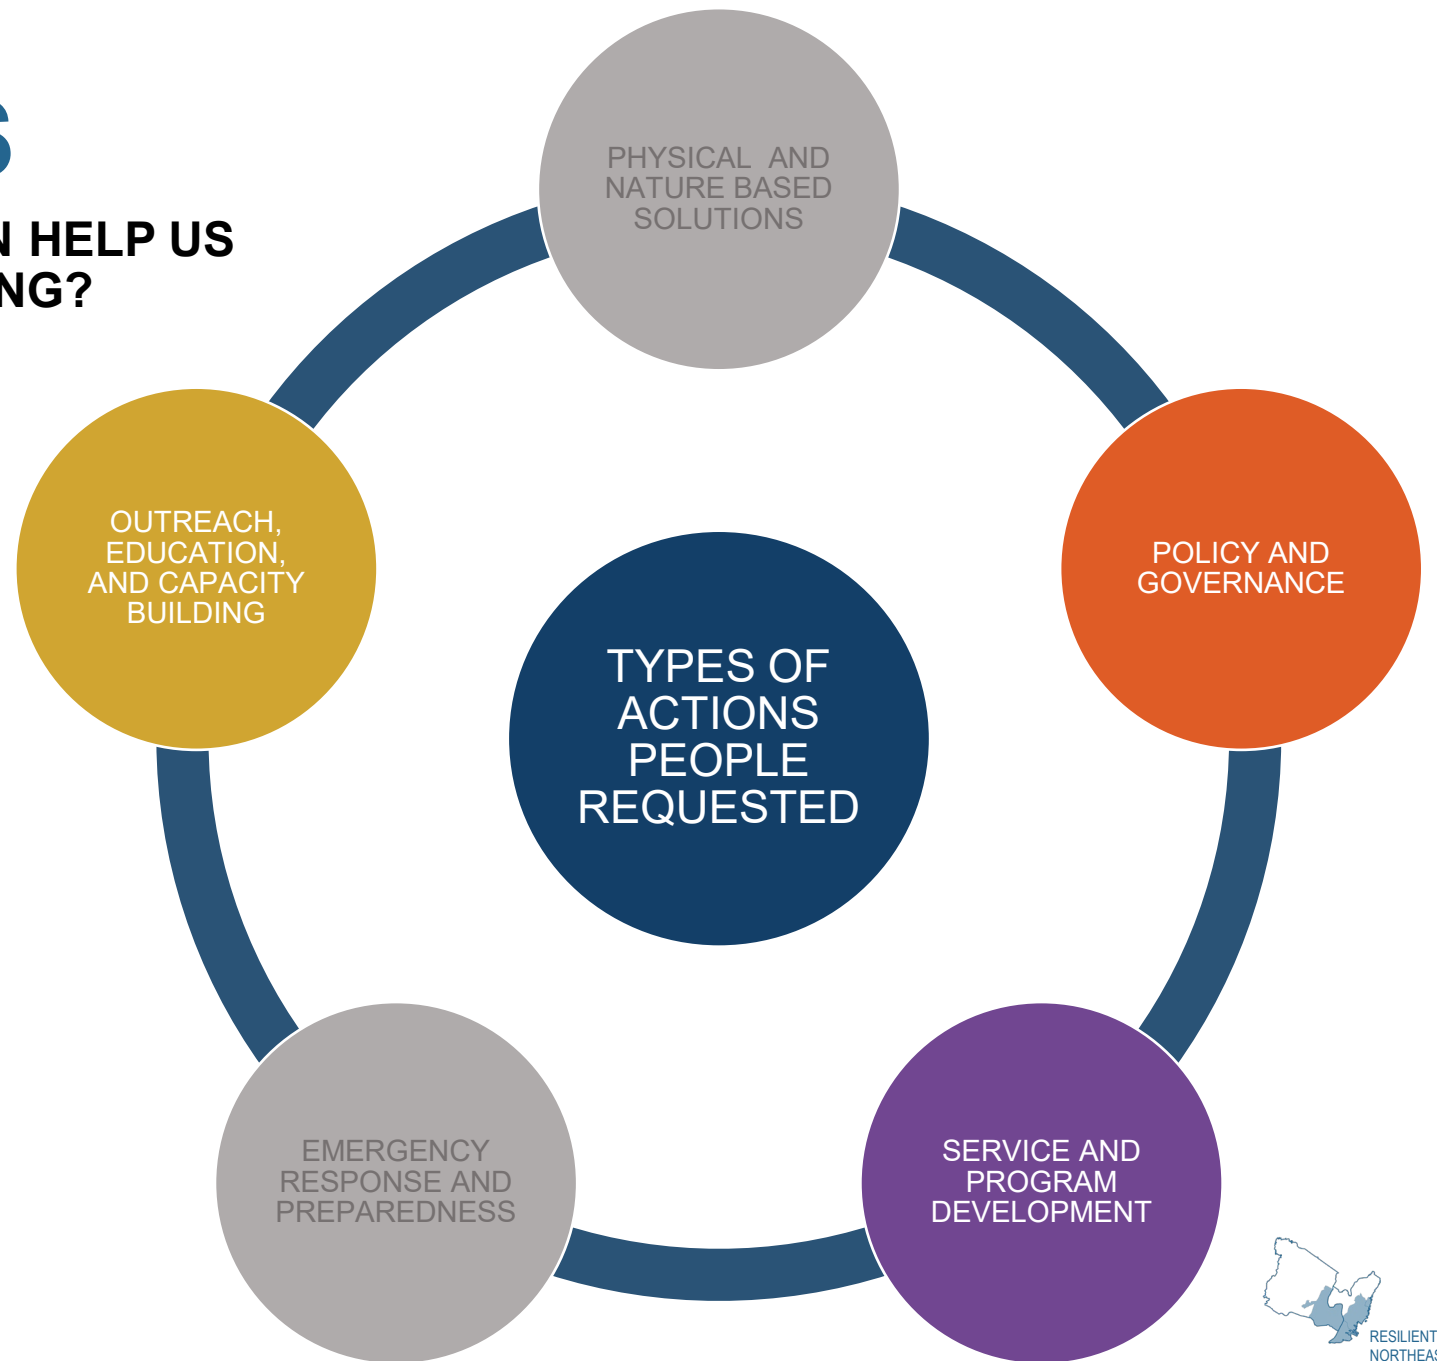 S
N HELP US
NG?
PHYSICAL AND
NATURE BASED
SOLUTIONS
OUTREACH,
EDUCATION,
AND CAPACITY
BUILDING
POLICY AND
GOVERNANCE
TYPES OF
ACTIONS
PEOPLE
REQUESTED
EMERGENCY
RESPONSE AND
PREPAREDNESS
SERVICE AND
PROGRAM
DEVELOPMENT
RESILIENT
NORTHEAS